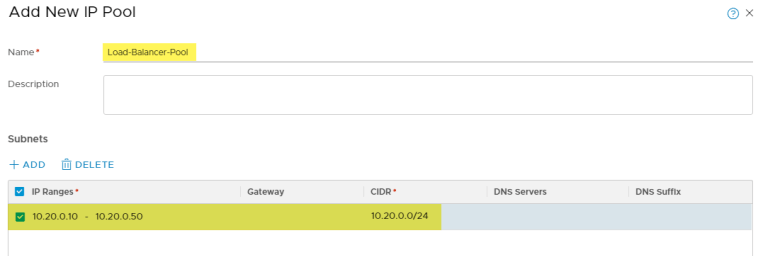 Add New IP Pool
Name*
Load-Balancer-Pool
Description
Subnets
+ ADD DELETE
IP Ranges* Gateway CIDR* DNS Servers DNS Suffix
10.20.0.10 - 10.20.0.50 10.20.0.0/24